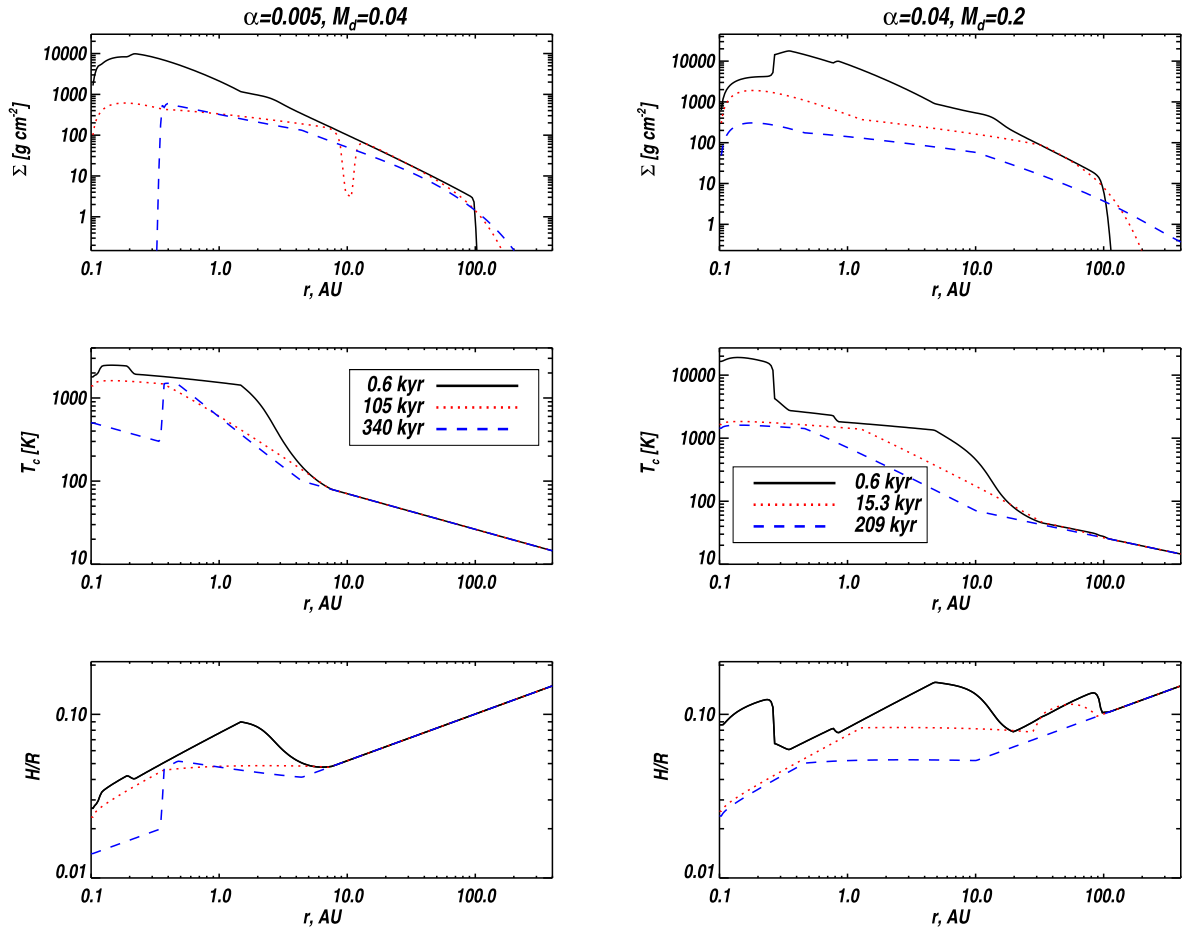 α=0.005, M_d=0.04
Σ [g cm⁻²]
10000
1000
100
10
1
0.1 1.0 10.0 100.0
r, AU
α=0.04, M_d=0.2
Σ [g cm⁻²]
10000
1000
100
10
1
0.1 1.0 10.0 100.0
r, AU
T_c [K]
1000
100
10
0.6 kyr
105 kyr
340 kyr
0.1 1.0 10.0 100.0
r, AU
T_c [K]
10000
1000
100
10
0.6 kyr
15.3 kyr
209 kyr
0.1 1.0 10.0 100.0
r, AU
H/R
0.10
0.01
0.1 1.0 10.0 100.0
r, AU
H/R
0.10
0.01
0.1 1.0 10.0 100.0
r, AU